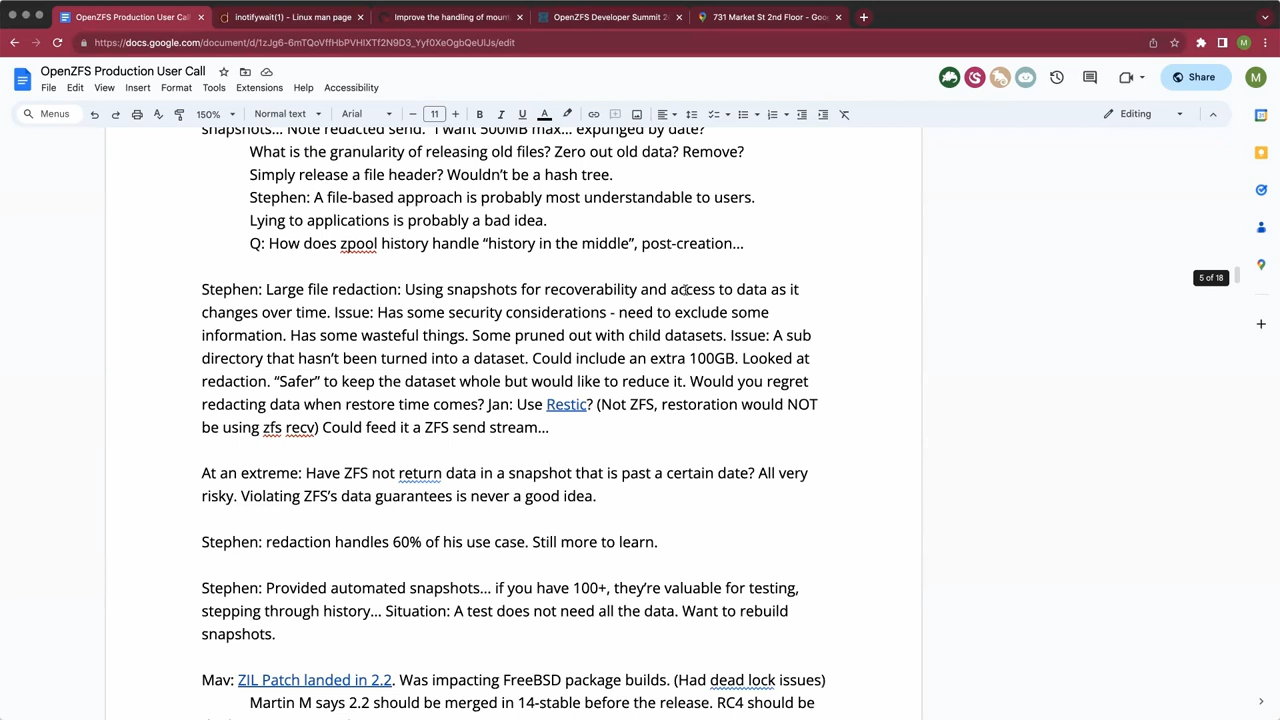 OpenZFS Production User Call
inotifywait(1) - Linux man page
Improve the handling of moun
OpenZFS Developer Summit 2
731 Market St 2nd Floor - Goo
https://docs.google.com/document/d/1zJg6-6mTQoVffHbPVHIXTf2N9D3_Yyf0XeOgbQeUIJs/edit
OpenZFS Production User Call
File Edit View Insert Format Tools Extensions Help Accessibility
Share
M
Menus 150% Normal text Arial 11 Editing
snapshots... Note redacted send. "I want 500MB max... expunged by date?
What is the granularity of releasing old files? Zero out old data? Remove?
Simply release a file header? Wouldn't be a hash tree.
Stephen: A file-based approach is probably most understandable to users.
Lying to applications is probably a bad idea.
Q: How does zpool history handle "history in the middle", post-creation...
Stephen: Large file redaction: Using snapshots for recoverability and access to data as it
changes over time. Issue: Has some security considerations - need to exclude some
information. Has some wasteful things. Some pruned out with child datasets. Issue: A sub
directory that hasn't been turned into a dataset. Could include an extra 100GB. Looked at
redaction. "Safer" to keep the dataset whole but would like to reduce it. Would you regret
redacting data when restore time comes? Jan: Use Restic? (Not ZFS, restoration would NOT
be using zfs recv) Could feed it a ZFS send stream...
At an extreme: Have ZFS not return data in a snapshot that is past a certain date? All very
risky. Violating ZFS's data guarantees is never a good idea.
Stephen: redaction handles 60% of his use case. Still more to learn.
Stephen: Provided automated snapshots... if you have 100+, they're valuable for testing,
stepping through history... Situation: A test does not need all the data. Want to rebuild
snapshots.
Mav: ZIL Patch landed in 2.2. Was impacting FreeBSD package builds. (Had dead lock issues)
Martin M says 2.2 should be merged in 14-stable before the release. RC4 should be
5 of 18